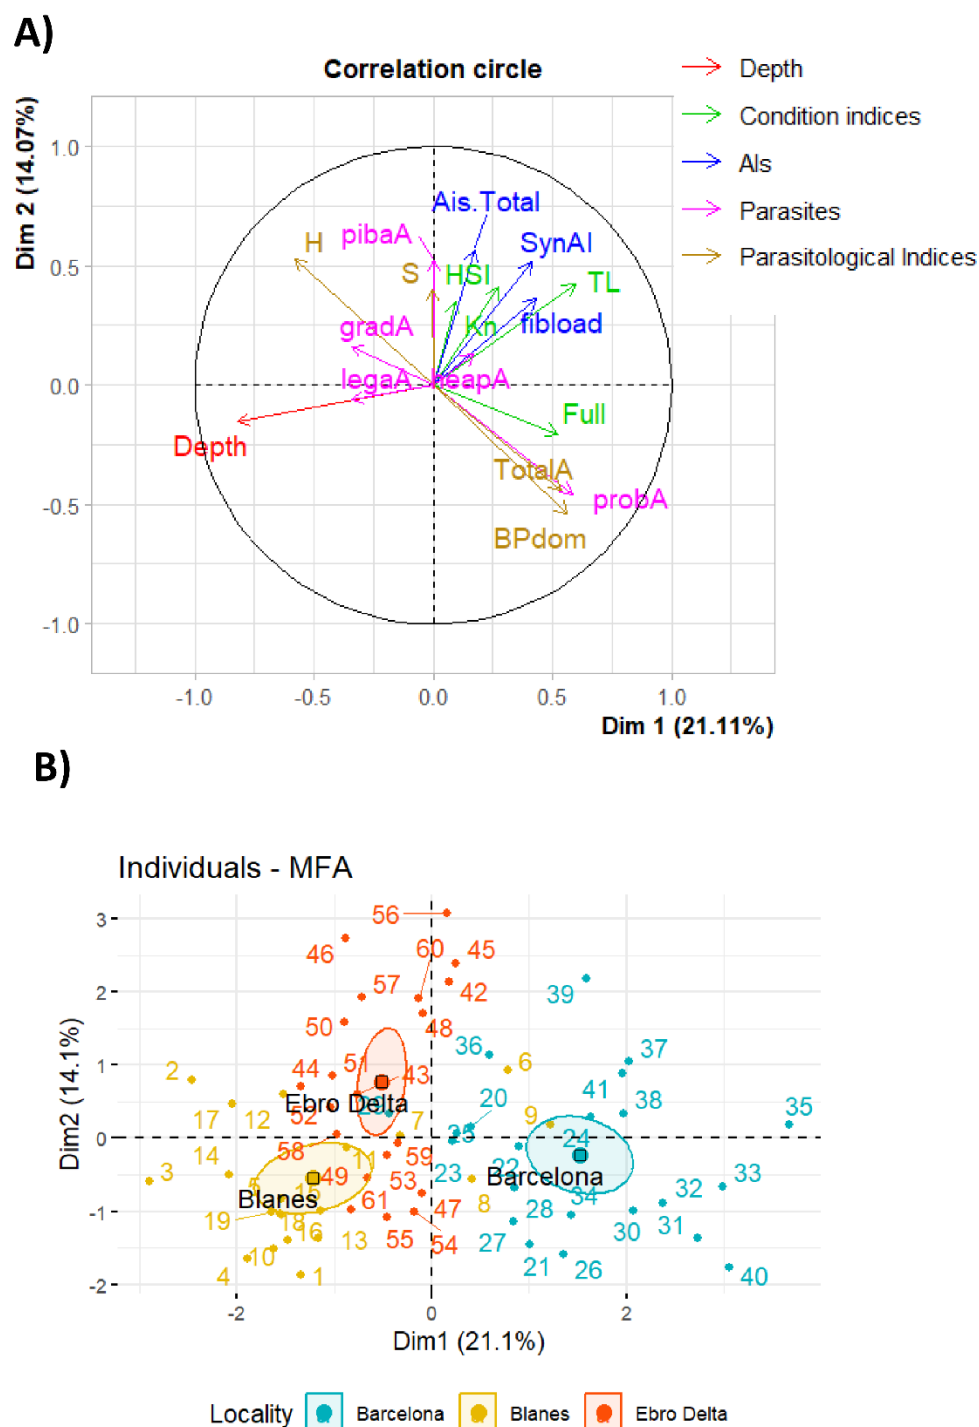 A)
Correlation circle
Depth
Condition indices
AIs
Parasites
Parasitological Indices
Dim 2 (14.07%)
1.0
0.5
0.0
-0.5
-1.0
Ais.Total
pibaA
H
SynAI
S
HSI
TL
gradA
Kn
fibload
legaA
heapA
Full
Depth
TotalA
probA
BPdom
-1.0 -0.5 0.0 0.5 1.0
Dim 1 (21.11%)
B)
Individuals - MFA
Dim2 (14.1%)
3
2
1
0
-1
-2
56
46
60
45
57
42
39
50
48
36
6
37
2
44
51
43
41
20
38
35
17
12
52
Ebro Delta
7
9
24
3
14
58
11
59
23
22
Barcelona
33
5
49
53
Blanes
15
61
47
8
34
32
19
18
16
13
55
54
27
28
30
31
4
10
1
21
26
40
-2 0 2
Dim1 (21.1%)
Locality Barcelona Blanes Ebro Delta